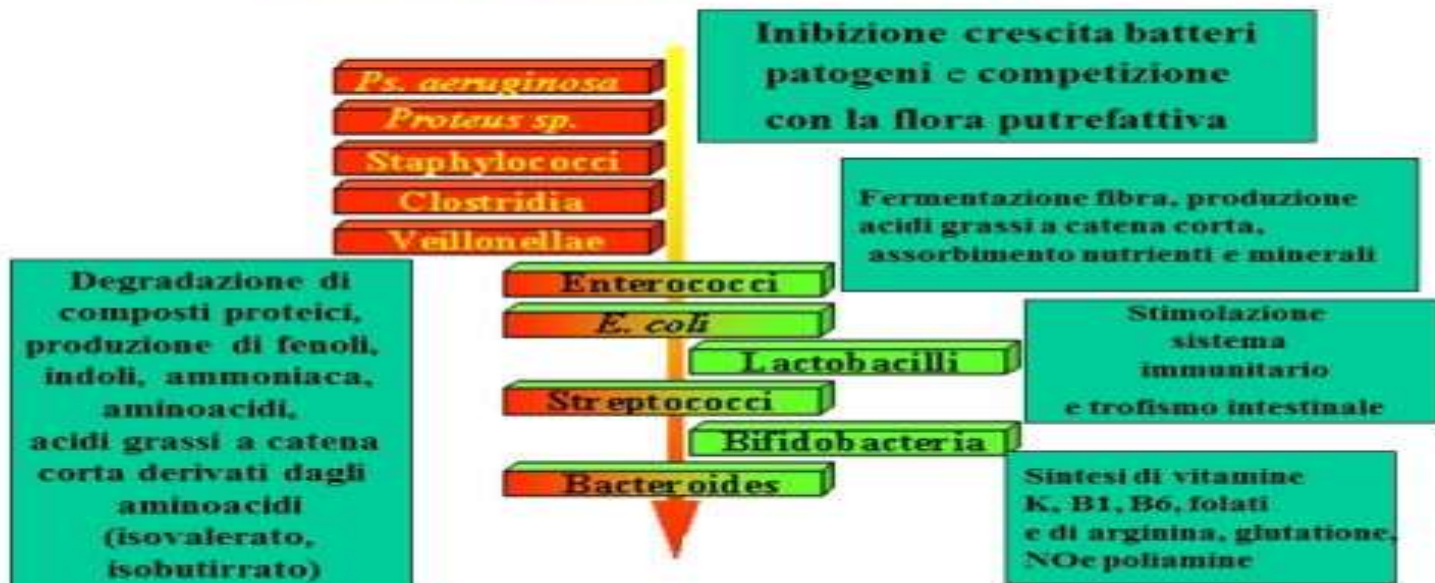 Inibizione crescita batteri
patogeni e competizione
con la flora putrefattiva
Ps. aeruginosa
Proteus sp.
Staphylococci
Clostridia
Veillonellae
Fermentazione fibra, produzione
acidi grassi a catena corta,
assorbimento nutrienti e minerali
Degradazione di
composti proteici,
produzione di fenoli,
indoli, ammoniaca,
aminoacidi,
acidi grassi a catena
corta derivati dagli
aminoacidi
(isovalerato,
isobutirrato)
Enterococci
E. coli
Lactobacilli
Streptococci
Bifidobacteria
Bacteroides
Stimolazione
sistema
immunitario
e trofismo intestinale
Sintesi di vitamine
K, B1, B6, folati
e di arginina, glutatione,
NOe poliamine